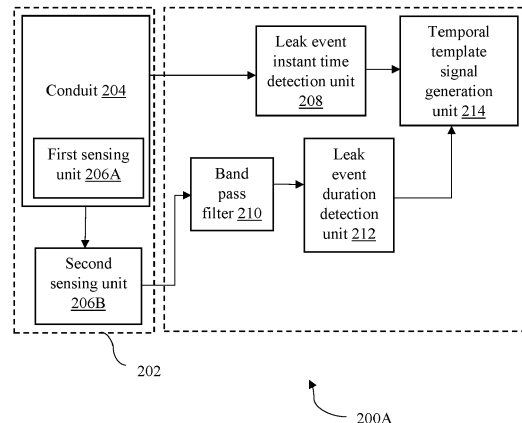 Conduit 204
First sensing
unit 206A
Second
sensing unit
206B
Leak event
instant time
detection unit
208
Temporal
template
signal
generation
unit 214
Band
pass
filter 210
Leak
event
duration
detection
unit 212
202
200A